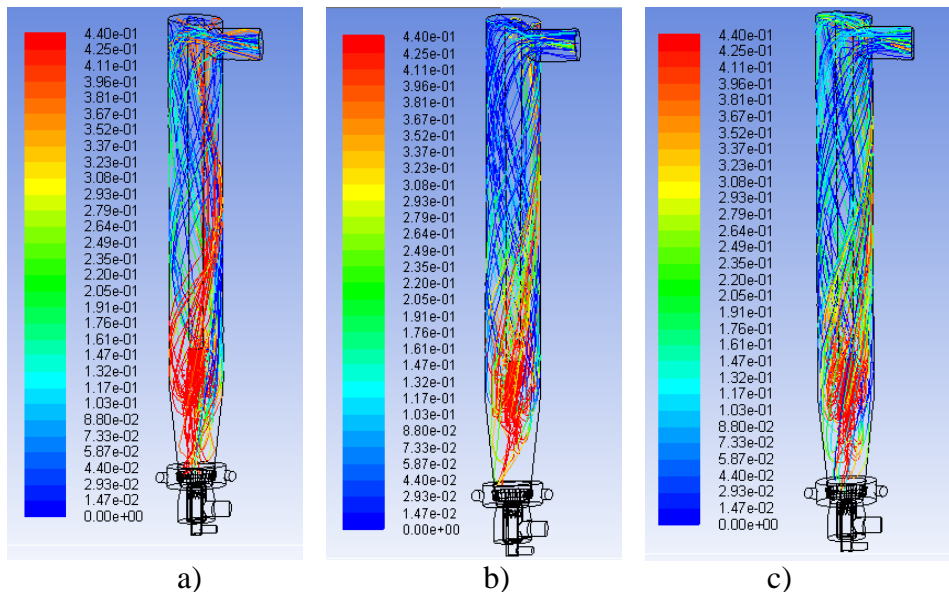 4.40e-01
4.25e-01
4.11e-01
3.96e-01
3.81e-01
3.67e-01
3.52e-01
3.37e-01
3.23e-01
3.08e-01
2.93e-01
2.79e-01
2.64e-01
2.49e-01
2.35e-01
2.20e-01
2.05e-01
1.91e-01
1.76e-01
1.61e-01
1.47e-01
1.32e-01
1.17e-01
1.03e-01
8.80e-02
7.33e-02
5.87e-02
4.40e-02
2.93e-02
1.47e-02
0.00e+00
a)
4.40e-01
4.25e-01
4.11e-01
3.96e-01
3.81e-01
3.67e-01
3.52e-01
3.37e-01
3.23e-01
3.08e-01
2.93e-01
2.79e-01
2.64e-01
2.49e-01
2.35e-01
2.20e-01
2.05e-01
1.91e-01
1.76e-01
1.61e-01
1.47e-01
1.32e-01
1.17e-01
1.03e-01
8.80e-02
7.33e-02
5.87e-02
4.40e-02
2.93e-02
1.47e-02
0.00e+00
b)
4.40e-01
4.25e-01
4.11e-01
3.96e-01
3.81e-01
3.67e-01
3.52e-01
3.37e-01
3.23e-01
3.08e-01
2.93e-01
2.79e-01
2.64e-01
2.49e-01
2.35e-01
2.20e-01
2.05e-01
1.91e-01
1.76e-01
1.61e-01
1.47e-01
1.32e-01
1.17e-01
1.03e-01
8.80e-02
7.33e-02
5.87e-02
4.40e-02
2.93e-02
1.47e-02
0.00e+00
c)